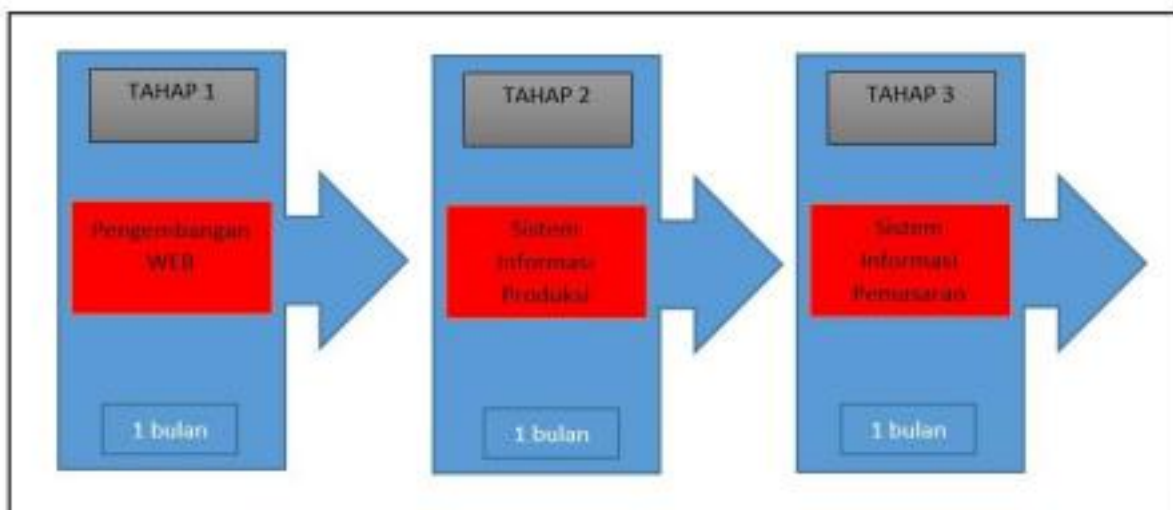 TAHAP 1
Pengembangan
WEB
1 bulan
TAHAP 2
Sistem
Informasi
Produksi
1 bulan
TAHAP 3
Sistem
Informasi
Pemasaran
1 bulan